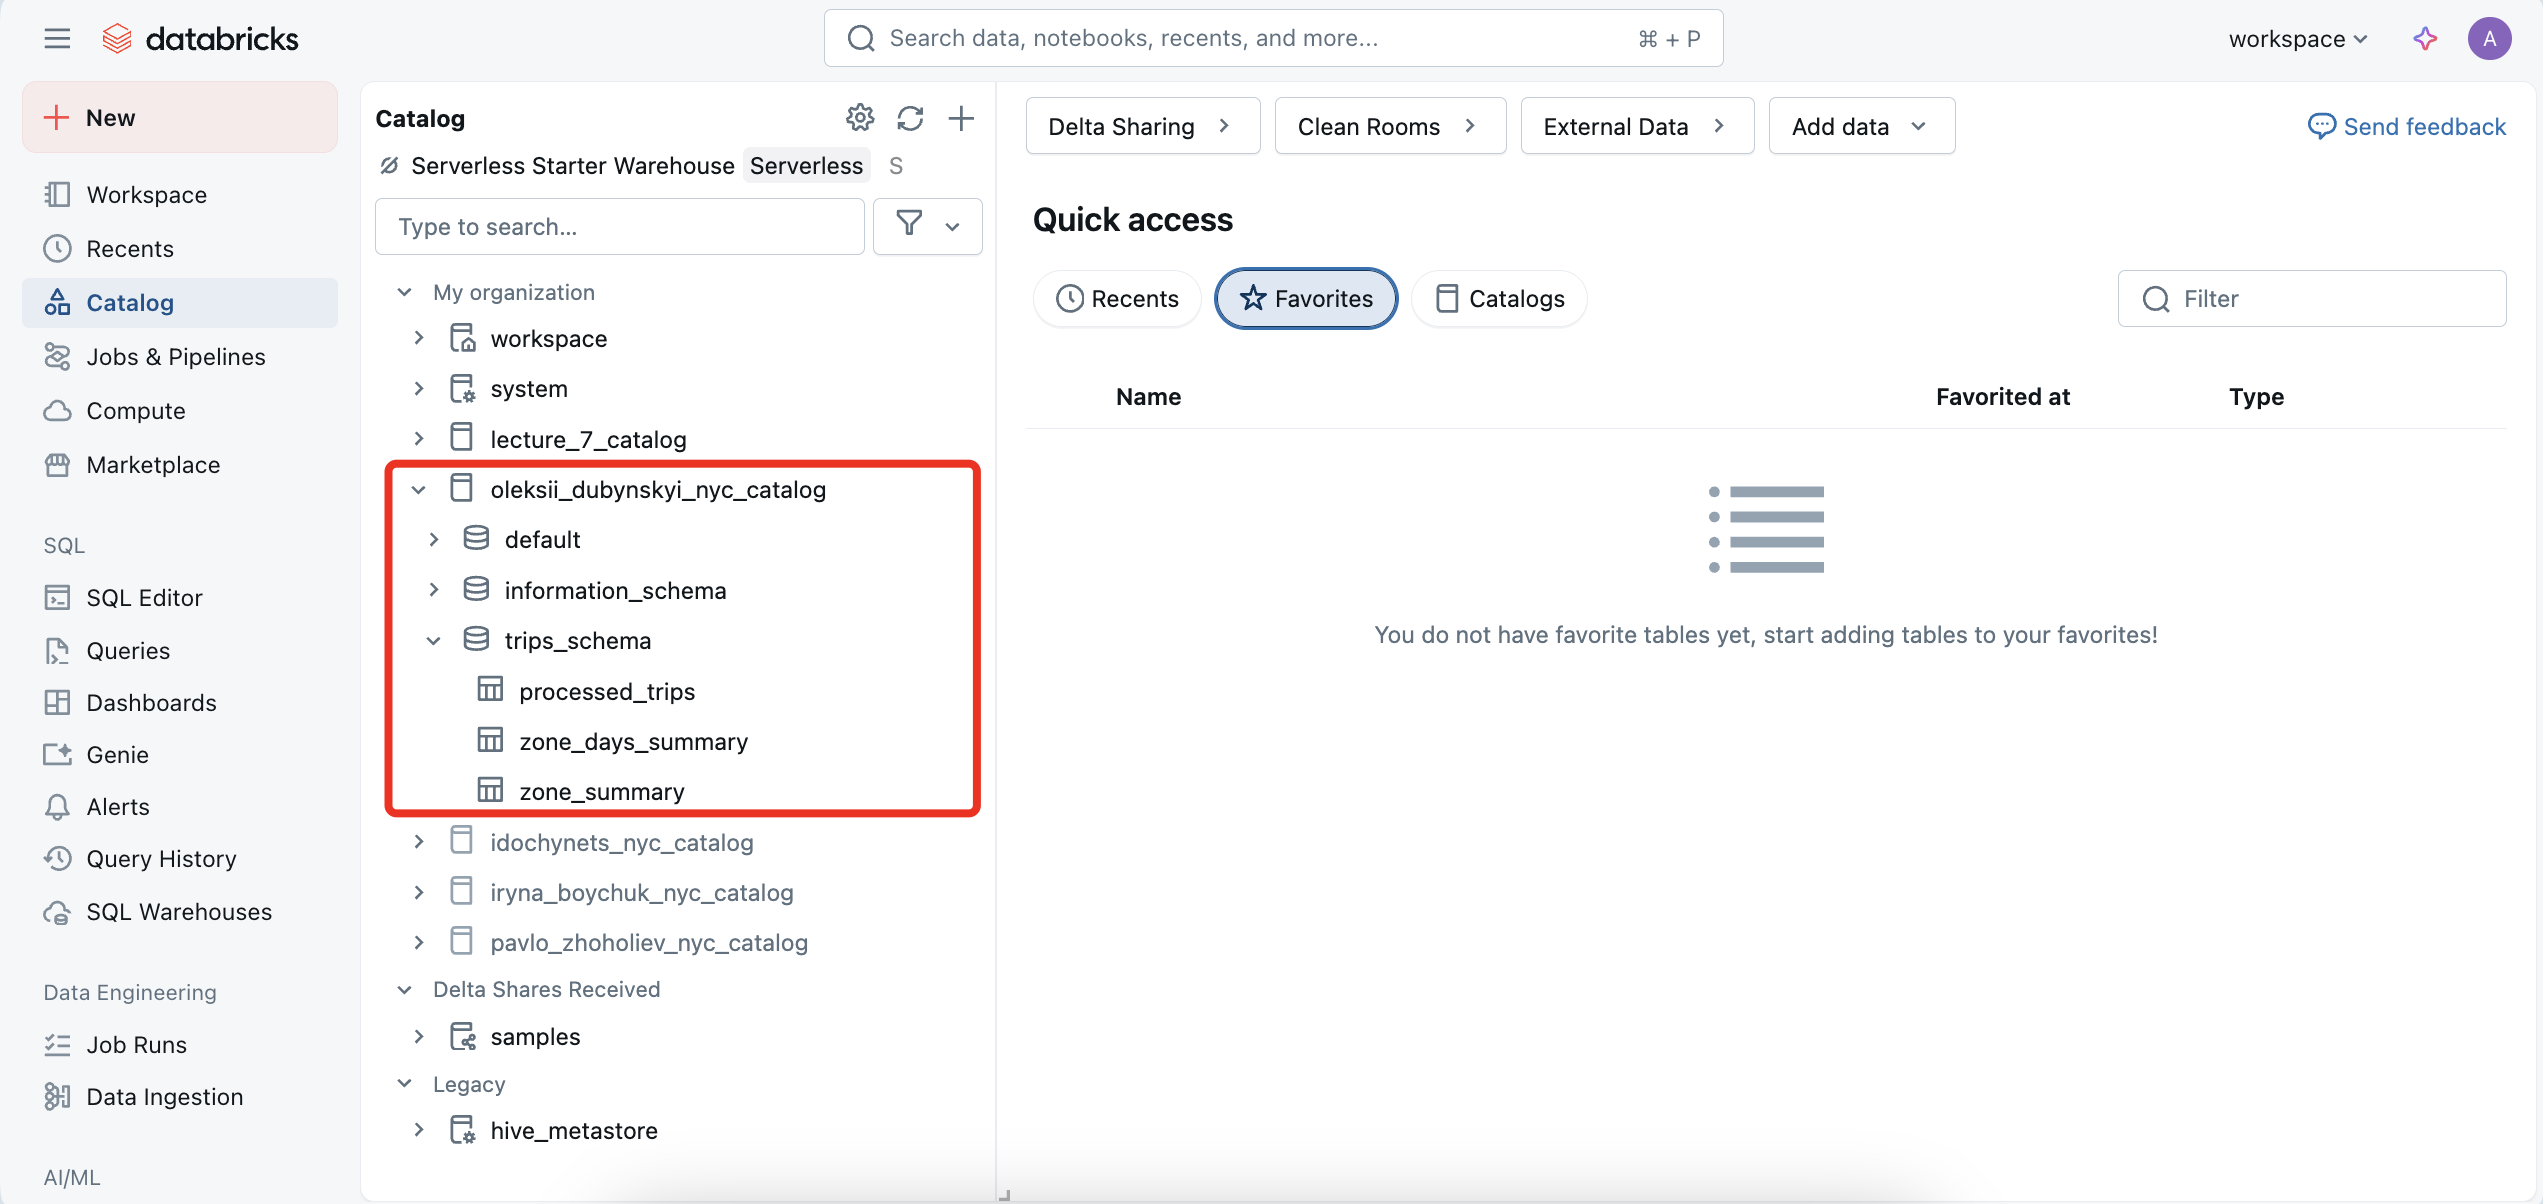 databricks
Search data, notebooks, recents, and more...
⌘ + P
workspace
A
New
Workspace
Recents
Catalog
Jobs & Pipelines
Compute
Marketplace
SQL
SQL Editor
Queries
Dashboards
Genie
Alerts
Query History
SQL Warehouses
Data Engineering
Job Runs
Data Ingestion
AI/ML
Catalog
Serverless Starter Warehouse Serverless S
Type to search...
My organization
workspace
system
lecture_7_catalog
oleksii_dubynskyi_nyc_catalog
default
information_schema
trips_schema
processed_trips
zone_days_summary
zone_summary
idochynets_nyc_catalog
iryna_boychuk_nyc_catalog
pavlo_zhoholiev_nyc_catalog
Delta Shares Received
samples
Legacy
hive_metastore
Delta Sharing
Clean Rooms
External Data
Add data
Send feedback
Quick access
Recents
Favorites
Catalogs
Filter
Name Favorited at Type
You do not have favorite tables yet, start adding tables to your favorites!